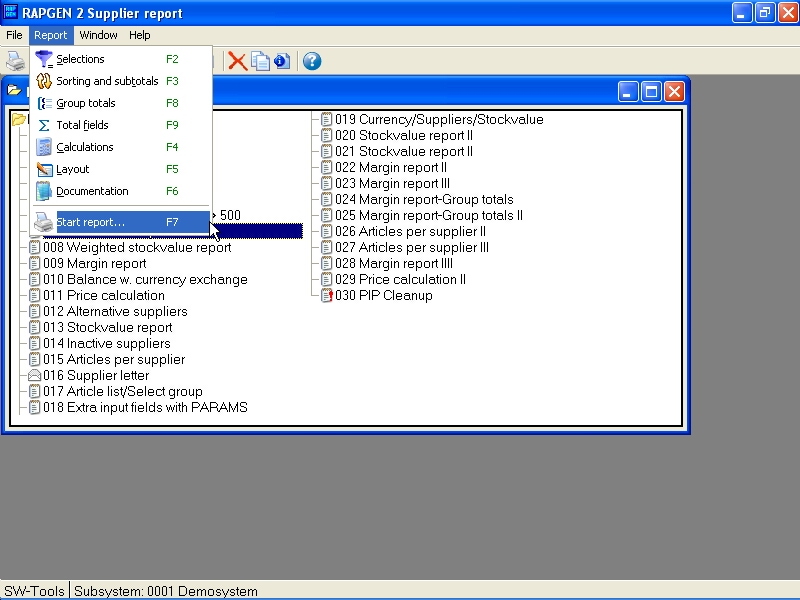 RAPGEN 2 Supplier report
File Report Window Help
Selections F2
Sorting and subtotals F3
Group totals F8
Total fields F9
Calculations F4
Layout F5
Documentation F6
Start report... F7
> 500
008 Weighted stockvalue report
009 Margin report
010 Balance w. currency exchange
011 Price calculation
012 Alternative suppliers
013 Stockvalue report
014 Inactive suppliers
015 Articles per supplier
016 Supplier letter
017 Article list/Select group
018 Extra input fields with PARAMS
019 Currency/Suppliers/Stockvalue
020 Stockvalue report II
021 Stockvalue report II
022 Margin report II
023 Margin report III
024 Margin report-Group totals
025 Margin report-Group totals II
026 Articles per supplier II
027 Articles per supplier III
028 Margin report IIII
029 Price calculation II
030 PIP Cleanup
SW-Tools Subsystem: 0001 Demosystem